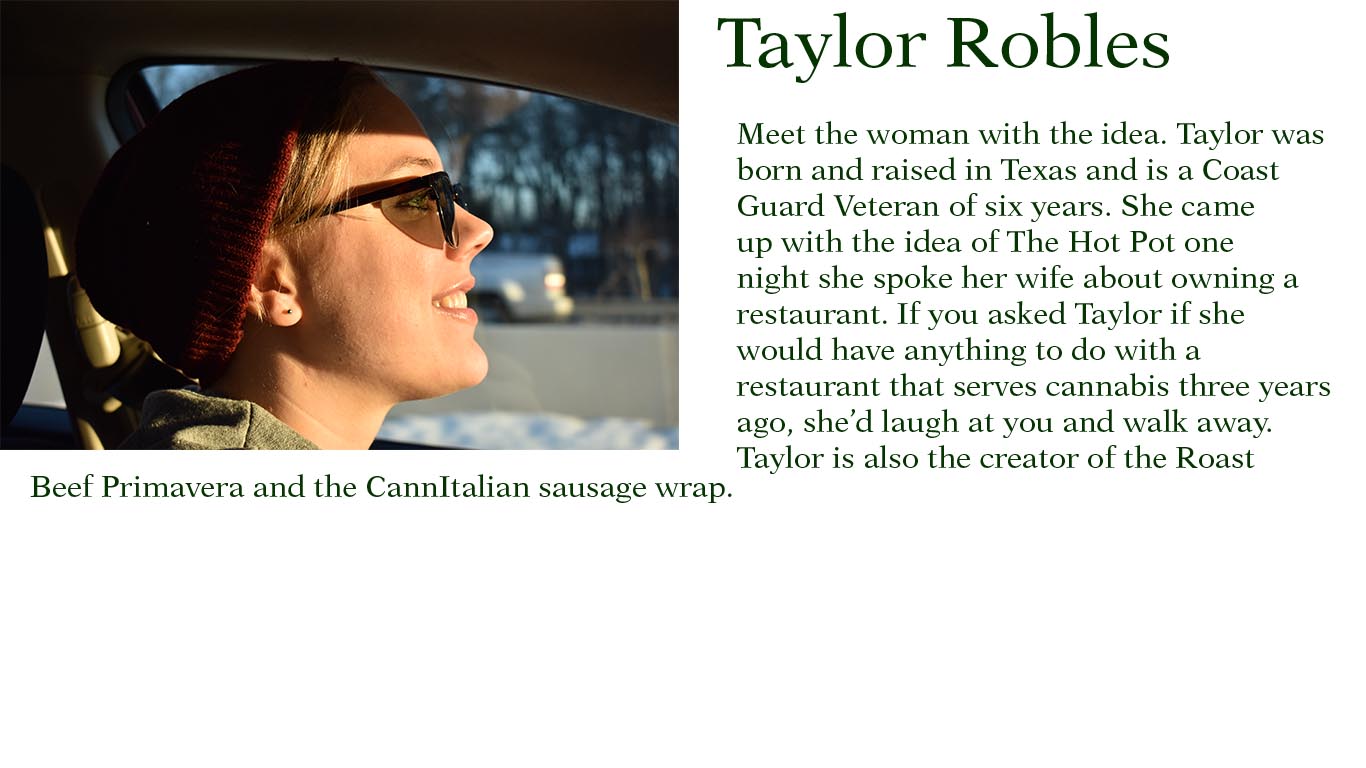 Taylor Robles
Meet the woman with the idea. Taylor was
born and raised in Texas and is a Coast
Guard Veteran of six years. She came
up with the idea of The Hot Pot one
night she spoke her wife about owning a
restaurant. If you asked Taylor if she
would have anything to do with a
restaurant that serves cannabis three years
ago, she’d laugh at you and walk away.
Taylor is also the creator of the Roast
Beef Primavera and the CannItalian sausage wrap.